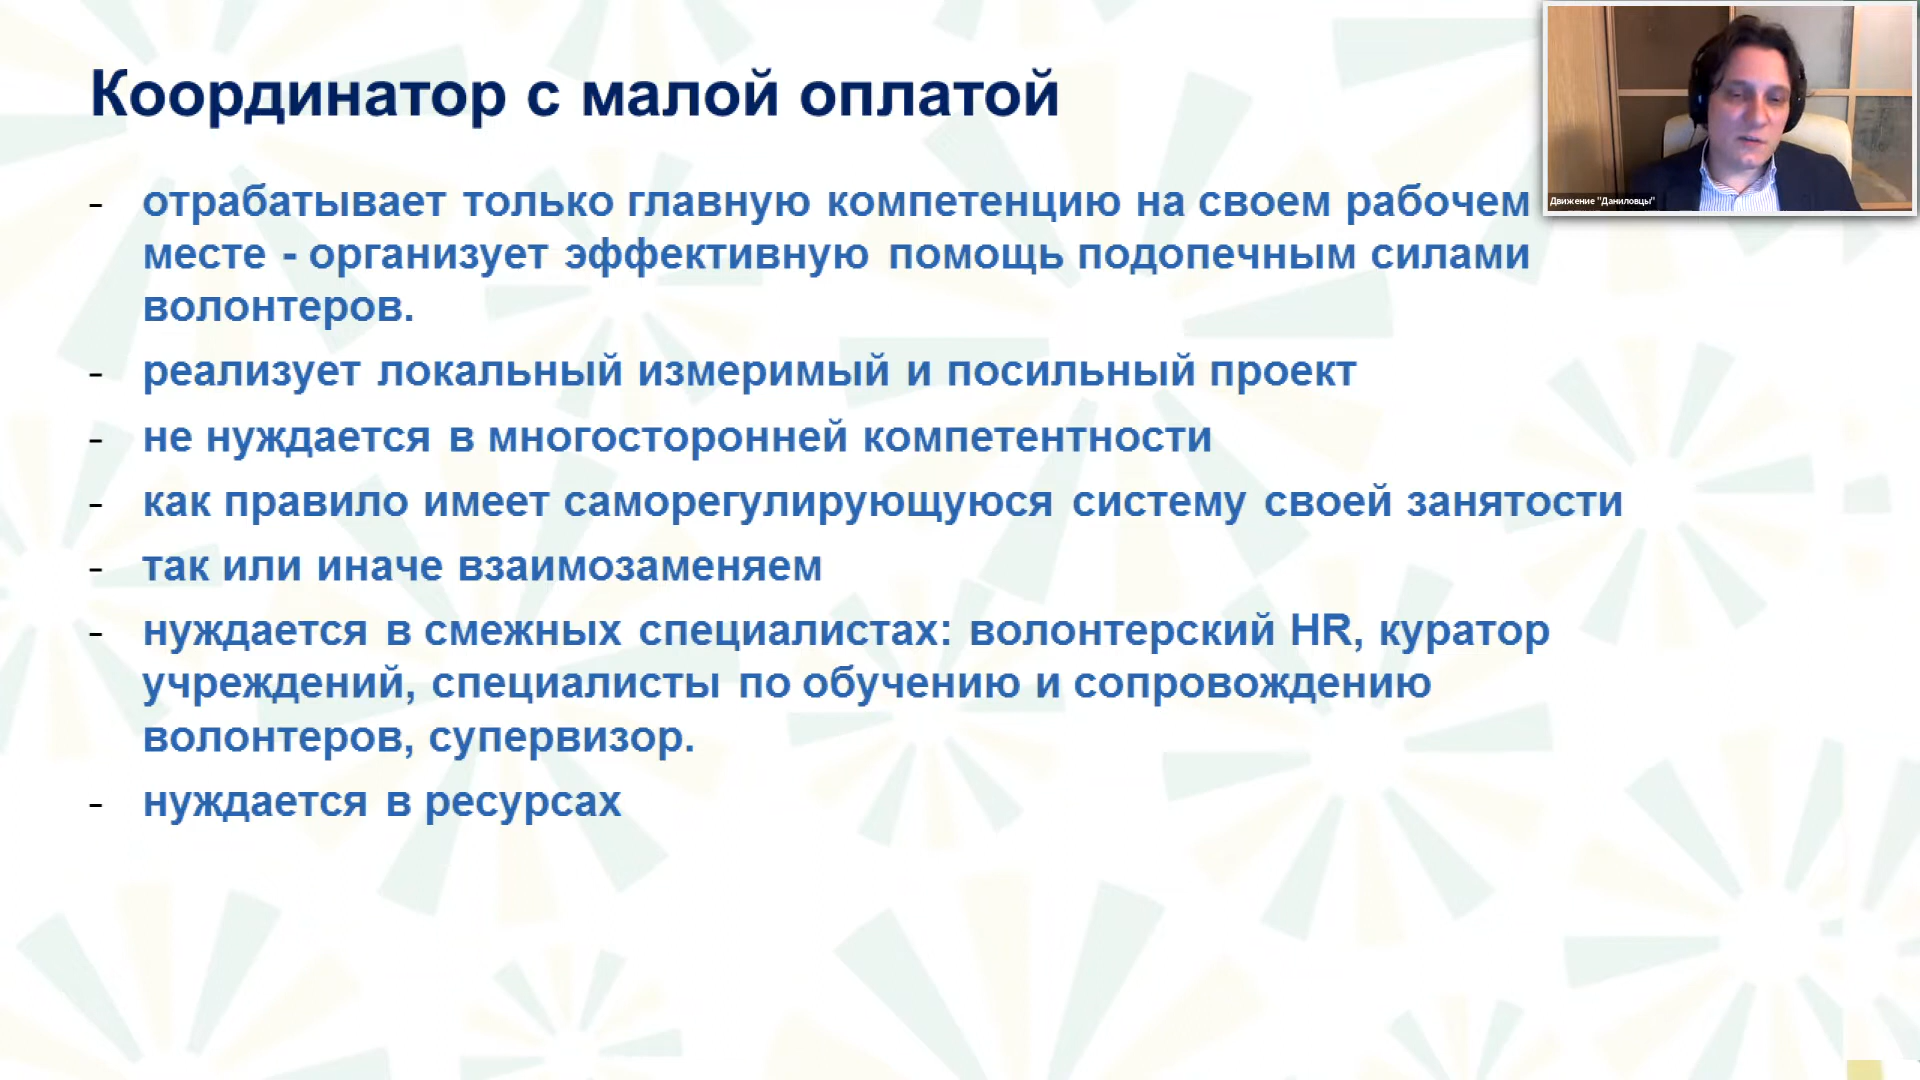 Координатор с малой оплатой
- отрабатывает только главную компетенцию на своем рабочем
месте - организует эффективную помощь подопечным силами
волонтеров.
- реализует локальный измеримый и посильный проект
- не нуждается в многосторонней компетентности
- как правило имеет саморегулирующуюся систему своей занятости
- так или иначе взаимозаменяем
- нуждается в смежных специалистах: волонтерский HR, куратор
учреждений, специалисты по обучению и сопровождению
волонтеров, супервизор.
- нуждается в ресурсах
Движение "Даниловцы"